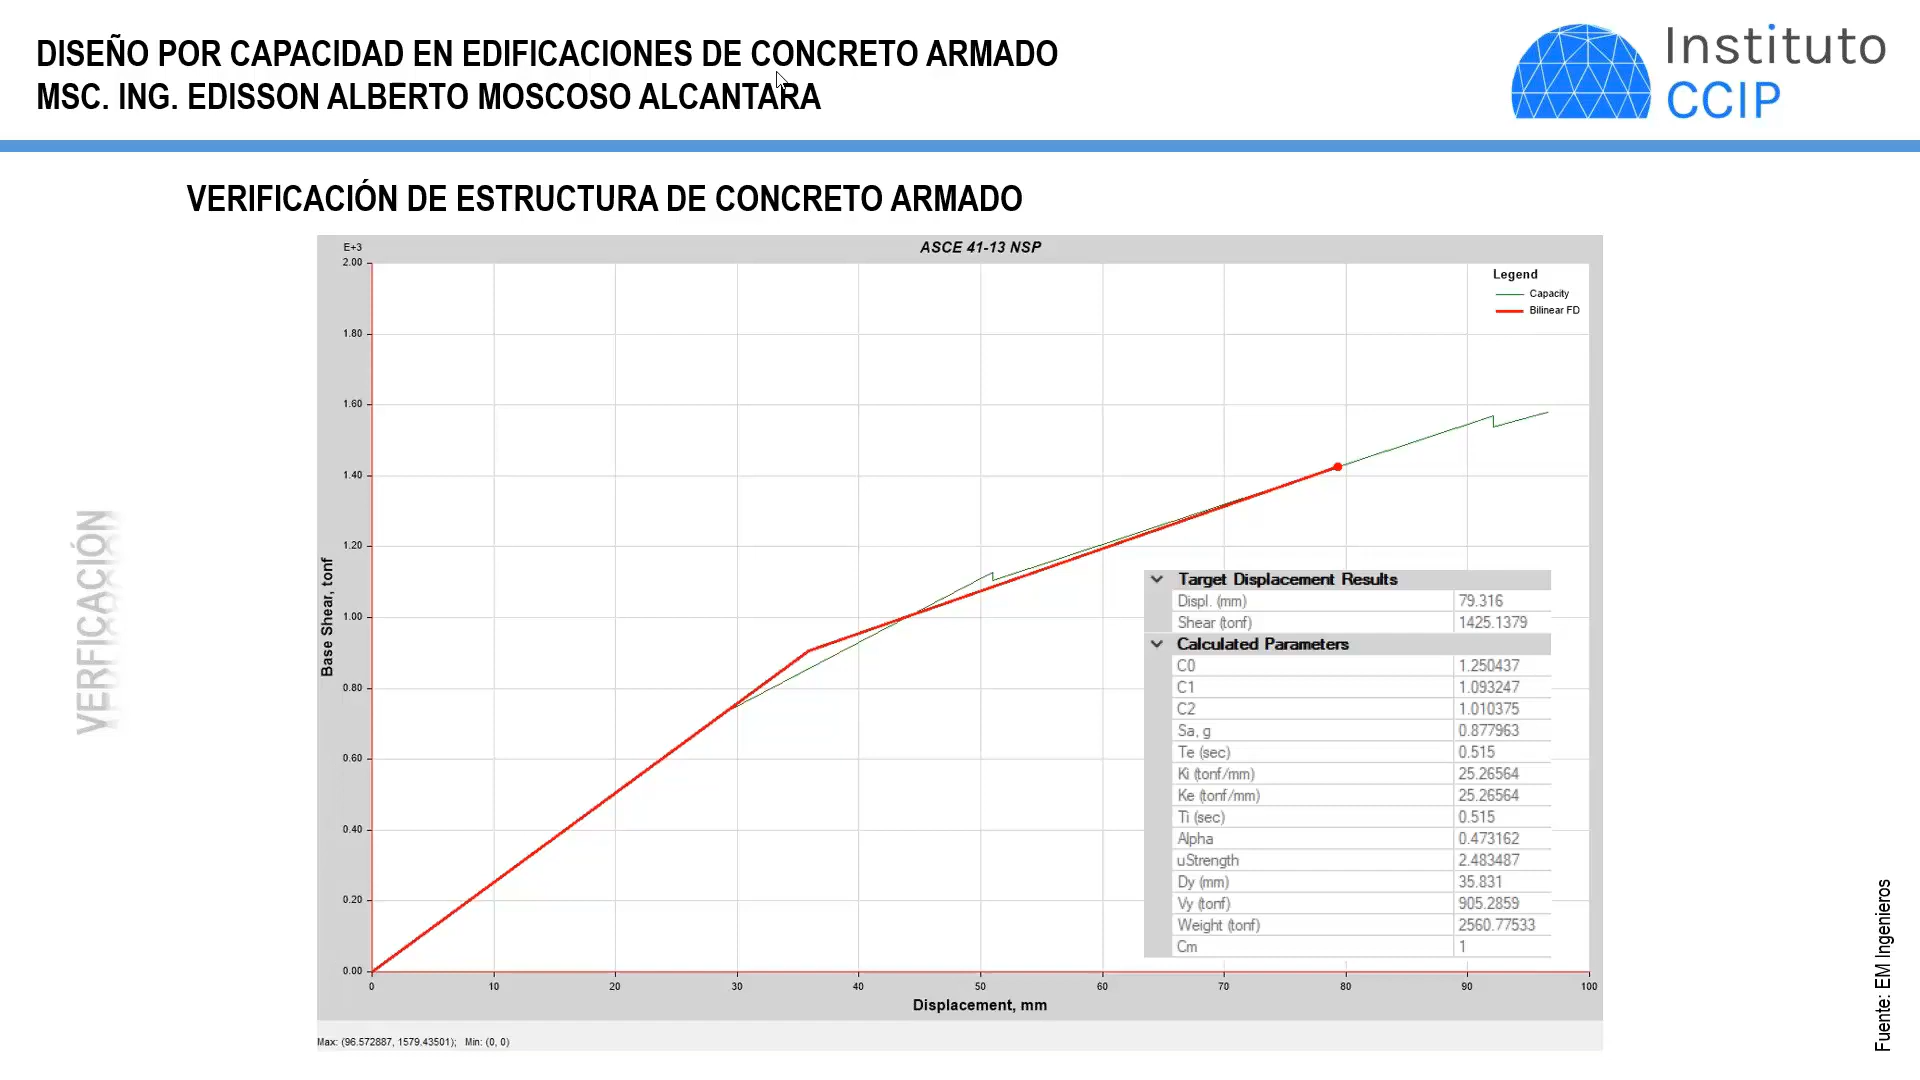 DISEÑO POR CAPACIDAD EN EDIFICACIONES DE CONCRETO ARMADO
MSC. ING. EDISSON ALBERTO MOSCOSO ALCANTARA
Instituto
CCIP
VERIFICACIÓN DE ESTRUCTURA DE CONCRETO ARMADO
VERFICACIÓN
ASCE 41-13 NSP
E+3
2.00
1.80
1.60
1.40
1.20
1.00
0.80
0.60
0.40
0.20
0.00
Base Shear, tonf
Legend
Capacity
Bilinear FD
Target Displacement Results
Displ. (mm) 79.316
Shear (tonf) 1425.1379
Calculated Parameters
C0 1.250437
C1 1.093247
C2 1.010375
Sa, g 0.877963
Te (sec) 0.515
Ki (tonf/mm) 25.26564
Ke (tonf/mm) 25.26564
Ti (sec) 0.515
Alpha 0.473162
uStrength 2.483487
Dy (mm) 35.831
Vy (tonf) 905.2859
Weight (tonf) 2560.77533
Cm 1
0 10 20 30 40 50 60 70 80 90 100
Displacement, mm
Max: (96.572887, 1579.43501); Min: (0, 0)
Fuente: EM Ingenieros